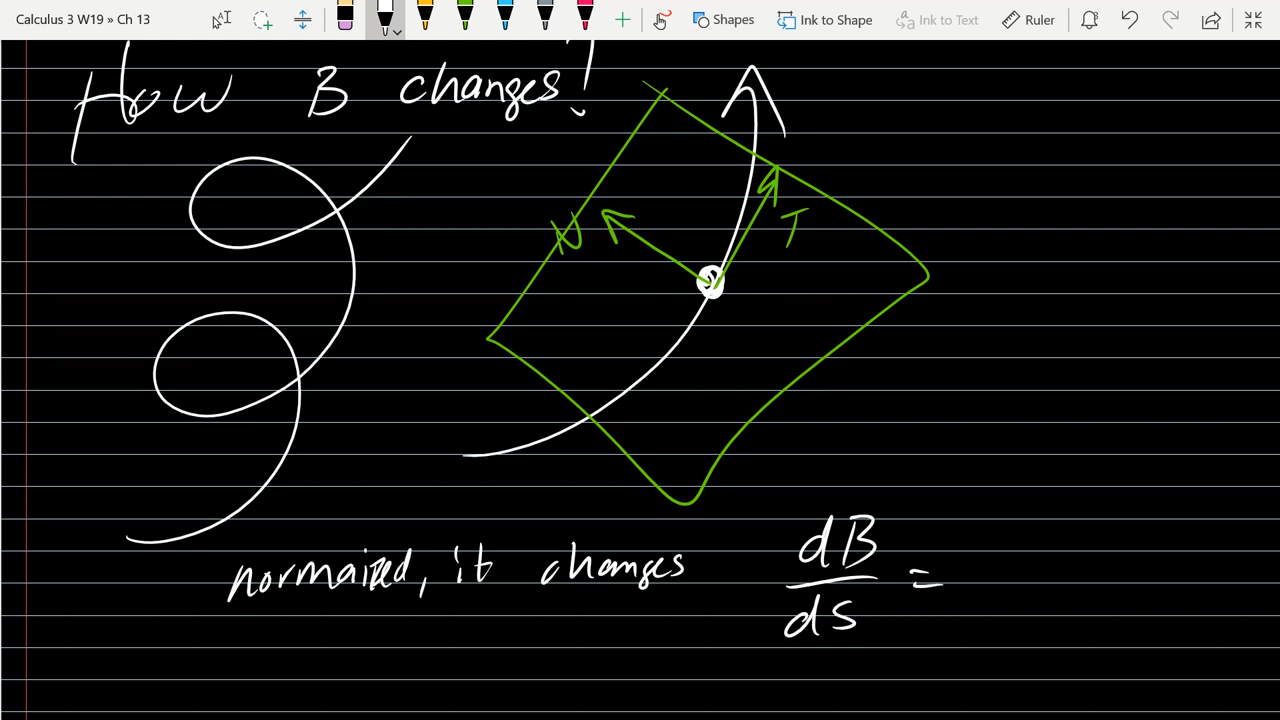 Calculus 3 W19 » Ch 13
Shapes
Ink to Shape
Ink to Text
Ruler
How B changes!
N
T
normaized, it changes
dB
ds
=